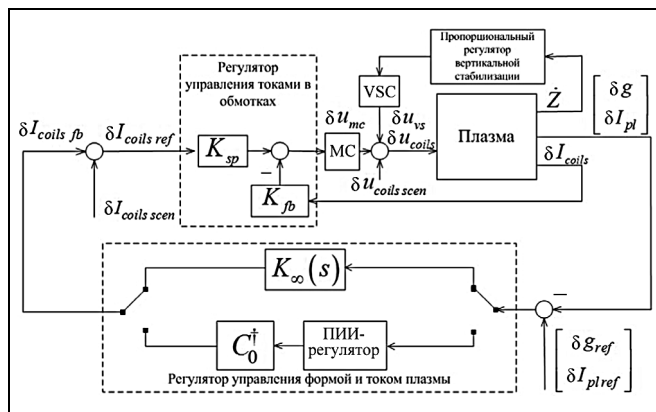 Пропорциональный
регулятор
вертикальной
стабилизации
Регулятор
управления токами в
обмотках
VSC
Ż
[δg
δI_pl]
δI_coils fb
δI_coils ref
δu_mc
δu_vs
δu_coils
Плазма
K_sp
MC
−
δI_coils
K_fb
δu_coils scen
δI_coils scen
K_∞(s)
−
C_0^†
ПИИ-
регулятор
[δg_ref
δI_pl ref]
Регулятор управления формой и током плазмы